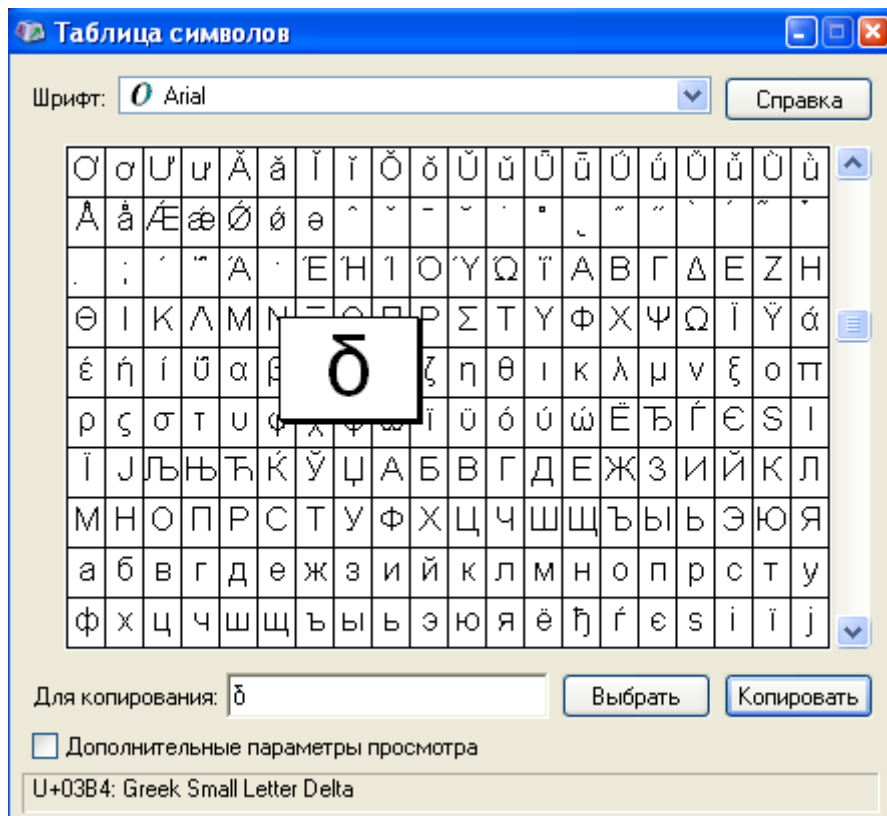 Таблица символов
Шрифт: O Arial Справка
Ơ ơ Ư ư Ǎ ǎ Ǐ ǐ Ǒ ǒ Ǔ ǔ Ǖ ǖ Ǘ ǘ Ǚ ǚ Ǜ ǜ
Ǻ ǻ Ǽ ǽ Ǿ ǿ ə ˆ ˇ ˉ ˘ ˙ ˚ ˛ ˜ ˝
; ΄ ΅ Ά · Έ Ή Ί Ό Ύ Ώ ΐ Α Β Γ Δ Ε Ζ Η
Θ Ι Κ Λ Μ Ν Ρ Σ Τ Υ Φ Χ Ψ Ω Ϊ Ϋ ά
έ ή ί ΰ α β δ ζ η θ ι κ λ μ ν ξ ο π
ρ ς σ τ υ φ χ ψ ω ϊ ϋ ό ύ ώ Ё Ђ Ѓ Є Ѕ І
Ї Ј Љ Њ Ћ Ќ Ў Џ А Б В Г Д Е Ж З И Й К Л
М Н О П Р С Т У Ф Х Ц Ч Ш Щ Ъ Ы Ь Э Ю Я
а б в г д е ж з и й к л м н о п р с т у
ф х ц ч ш щ ъ ы ь э ю я ё ђ ѓ є ѕ і ї ј
Для копирования: δ Выбрать Копировать
Дополнительные параметры просмотра
U+03B4: Greek Small Letter Delta